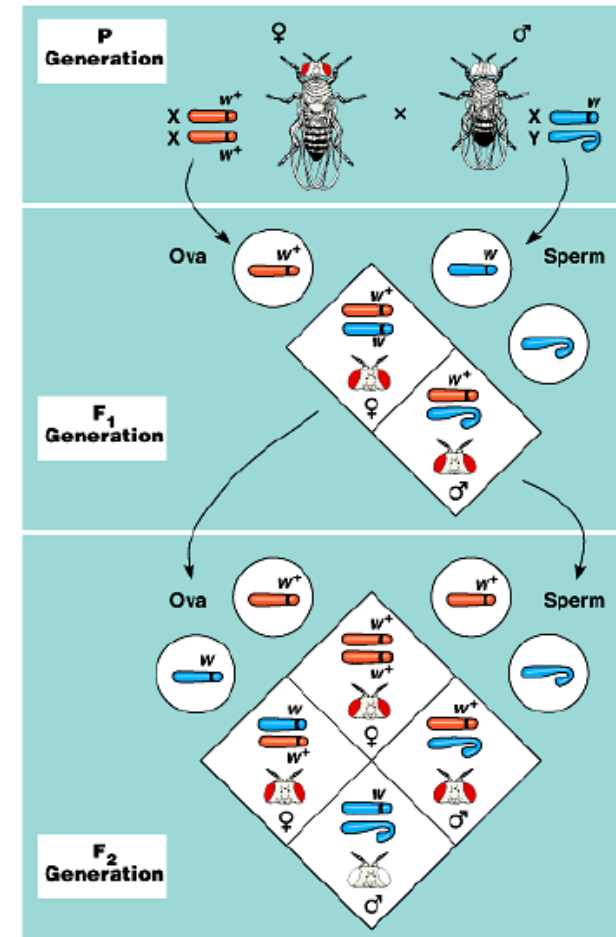 P
Generation
♀
♂
w+
X
X
w+
×
w
X
Y
Ova
w+
w
Sperm
w+
w
♀
w+
♂
F1
Generation
Ova
w+
w+
Sperm
w
w+
w+
♀
w
w+
♀
w+
♂
w
♂
F2
Generation